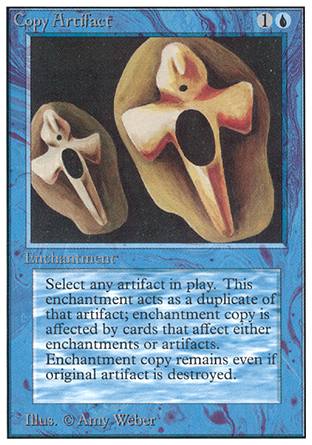 Copy Artifact 1
Enchantment
Select any artifact in play. This
enchantment acts as a duplicate of
that artifact; enchantment copy is
affected by cards that affect either
enchantments or artifacts.
Enchantment copy remains even if
original artifact is destroyed.
Illus. © Amy Weber